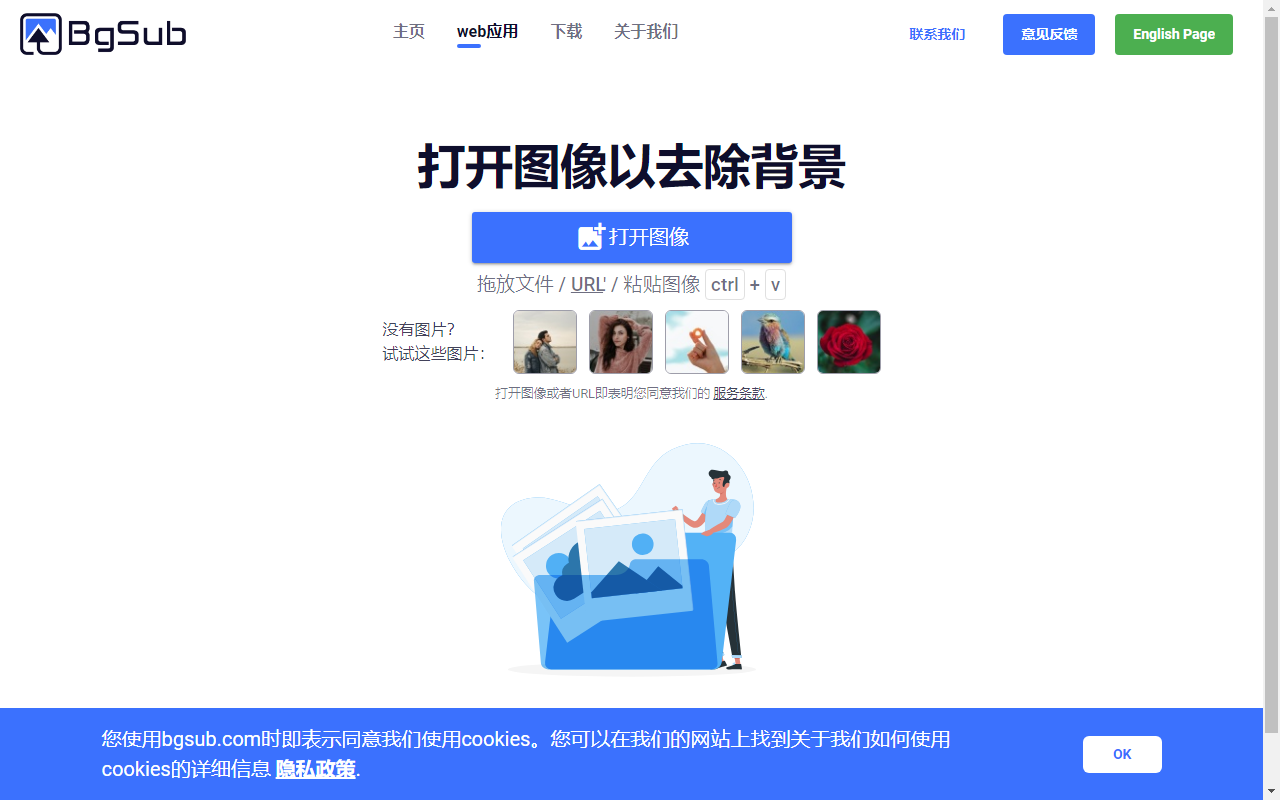 BgSub
主页
web应用
下载
关于我们
联系我们
意见反馈
English Page
打开图像以去除背景
打开图像
拖放文件 / URL' / 粘贴图像 ctrl + v
没有图片?
试试这些图片：
打开图像或者URL即表明您同意我们的 服务条款.
您使用bgsub.com时即表示同意我们使用cookies。您可以在我们的网站上找到关于我们如何使用
cookies的详细信息 隐私政策.
OK